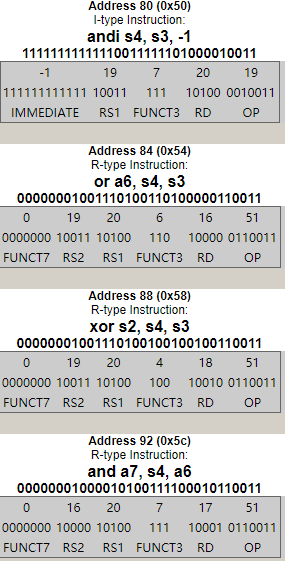 Address 80 (0x50)
I-type Instruction:
andi s4, s3, -1
11111111111110011111101000010011
-1 19 7 20 19
111111111111 10011 111 10100 0010011
IMMEDIATE RS1 FUNCT3 RD OP
Address 84 (0x54)
R-type Instruction:
or a6, s4, s3
00000001001110100110100000110011
0 19 20 6 16 51
0000000 10011 10100 110 10000 0110011
FUNCT7 RS2 RS1 FUNCT3 RD OP
Address 88 (0x58)
R-type Instruction:
xor s2, s4, s3
00000001001110100100100100110011
0 19 20 4 18 51
0000000 10011 10100 100 10010 0110011
FUNCT7 RS2 RS1 FUNCT3 RD OP
Address 92 (0x5c)
R-type Instruction:
and a7, s4, a6
00000001000010100111100010110011
0 16 20 7 17 51
0000000 10000 10100 111 10001 0110011
FUNCT7 RS2 RS1 FUNCT3 RD OP